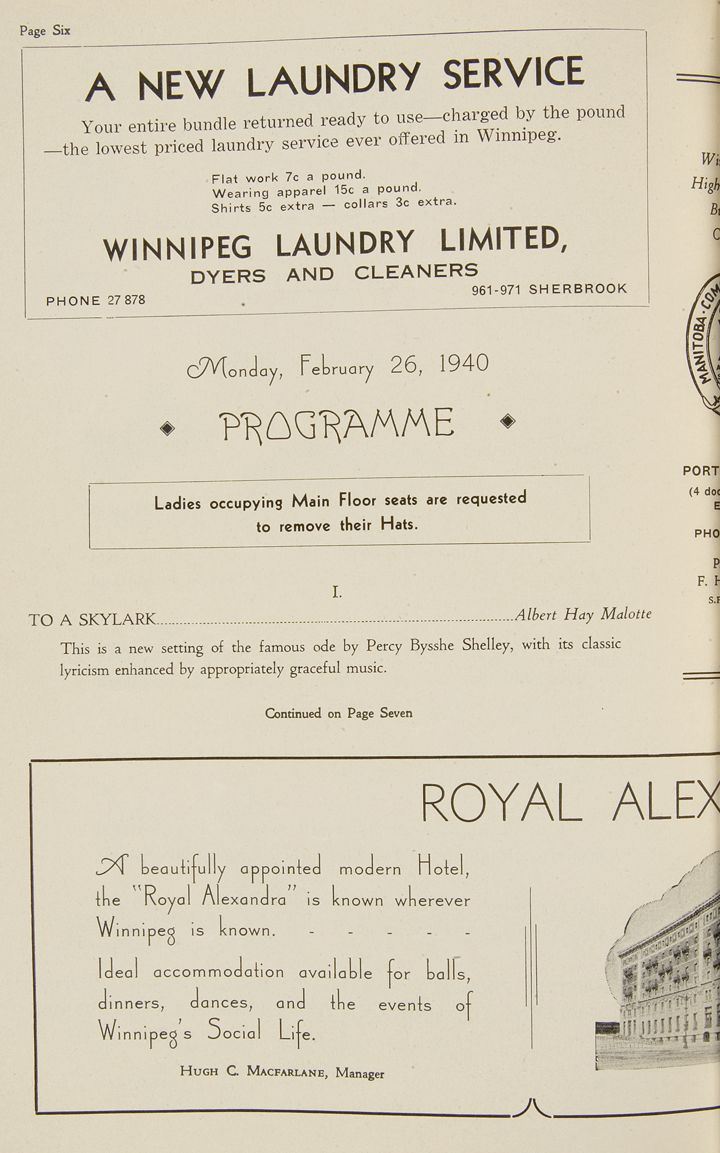 Page Six
A NEW LAUNDRY SERVICE
Your entire bundle returned ready to use—charged by the pound
—the lowest priced laundry service ever offered in Winnipeg.
Flat work 7c a pound.
Wearing apparel 15c a pound.
Shirts 5c extra — collars 3c extra.
WINNIPEG LAUNDRY LIMITED,
DYERS AND CLEANERS
PHONE 27 878
961-971 SHERBROOK
Monday, February 26, 1940
PROGRAMME
Ladies occupying Main Floor seats are requested
to remove their Hats.
I.
TO A SKYLARK....................Albert Hay Malotte
This is a new setting of the famous ode by Percy Bysshe Shelley, with its classic
lyricism enhanced by appropriately graceful music.
Continued on Page Seven
ROYAL ALEX
A beautifully appointed modern Hotel,
the "Royal Alexandra" is known wherever
Winnipeg is known. - - - - -
Ideal accommodation available for balls,
dinners, dances, and the events of
Winnipeg's Social Life.
HUGH C. MACFARLANE, Manager
High
MANITOBA·COM
PORT
PHO